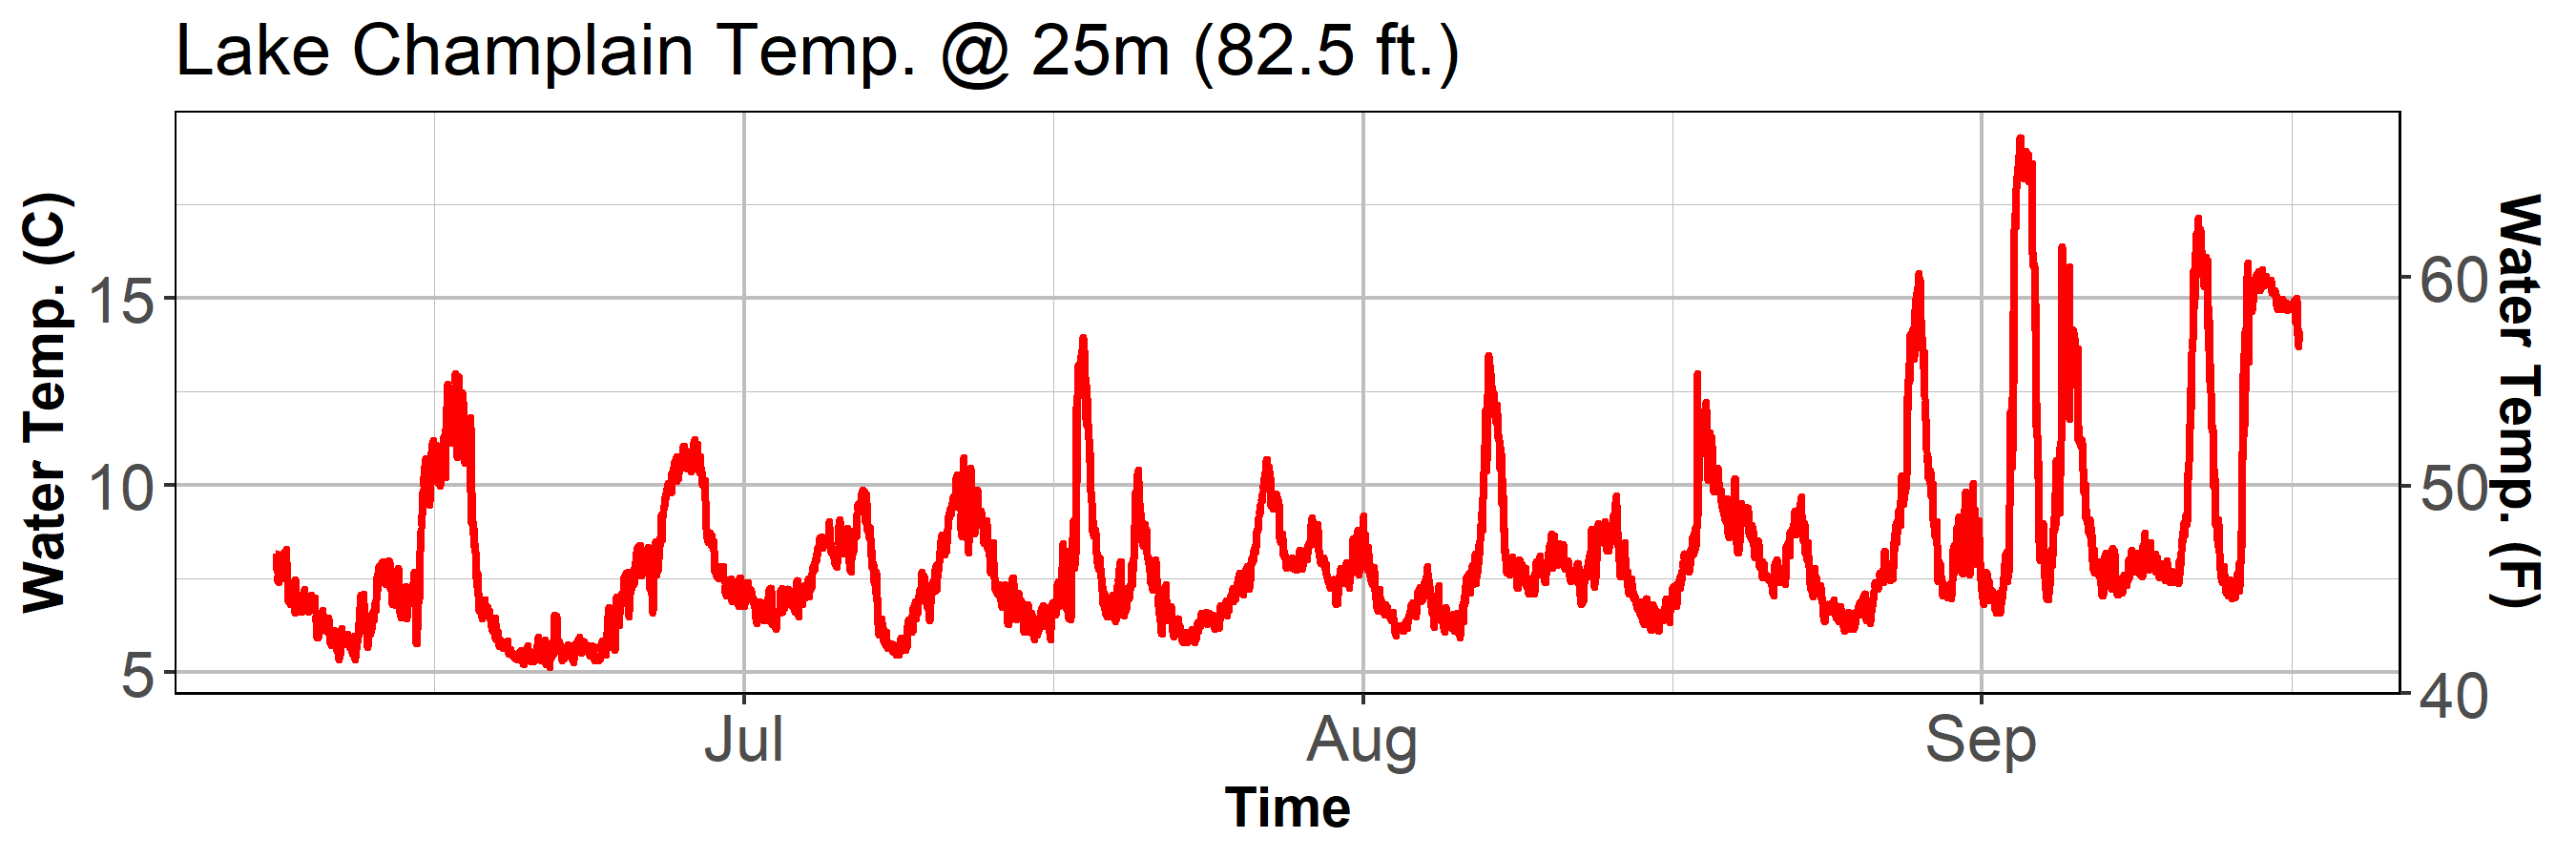 Lake Champlain Temp. @ 25m (82.5 ft.)
Water Temp. (C)
15
10
5
60
50
40
Water Temp. (F)
Jul
Aug
Sep
Time